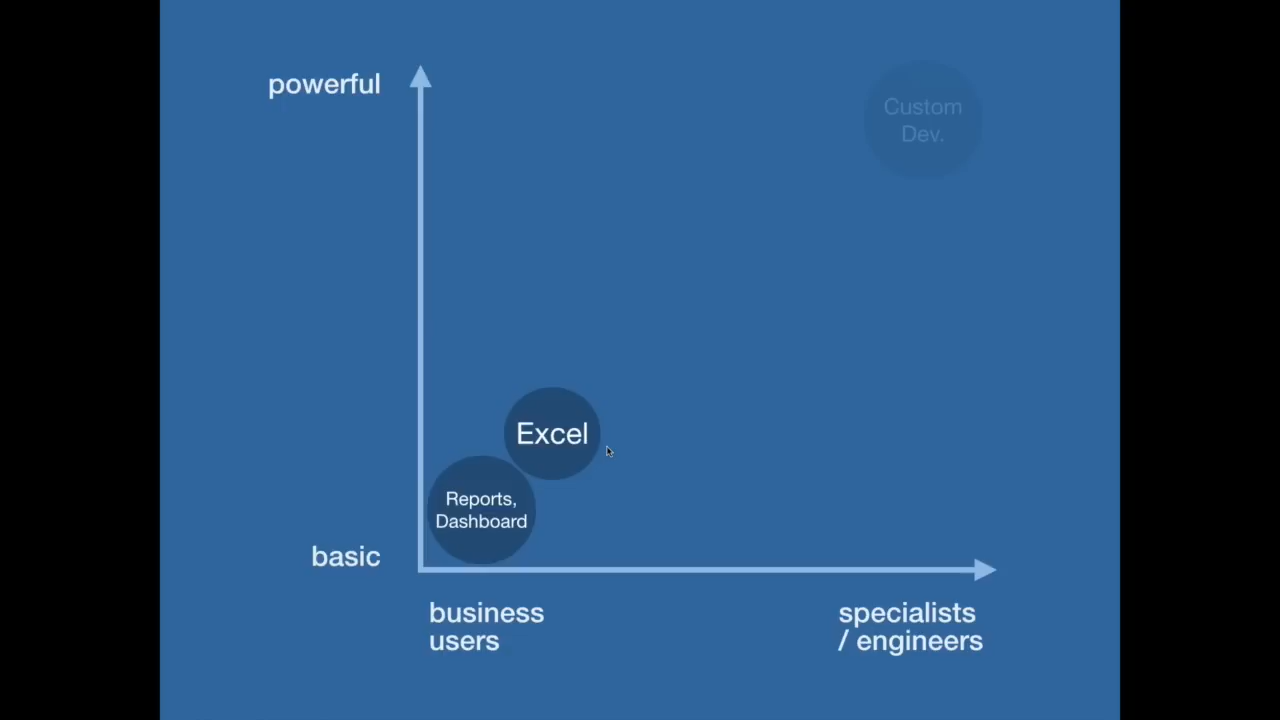 powerful
Custom
Dev.
Excel
Reports,
Dashboard
basic
business
users
specialists
/ engineers